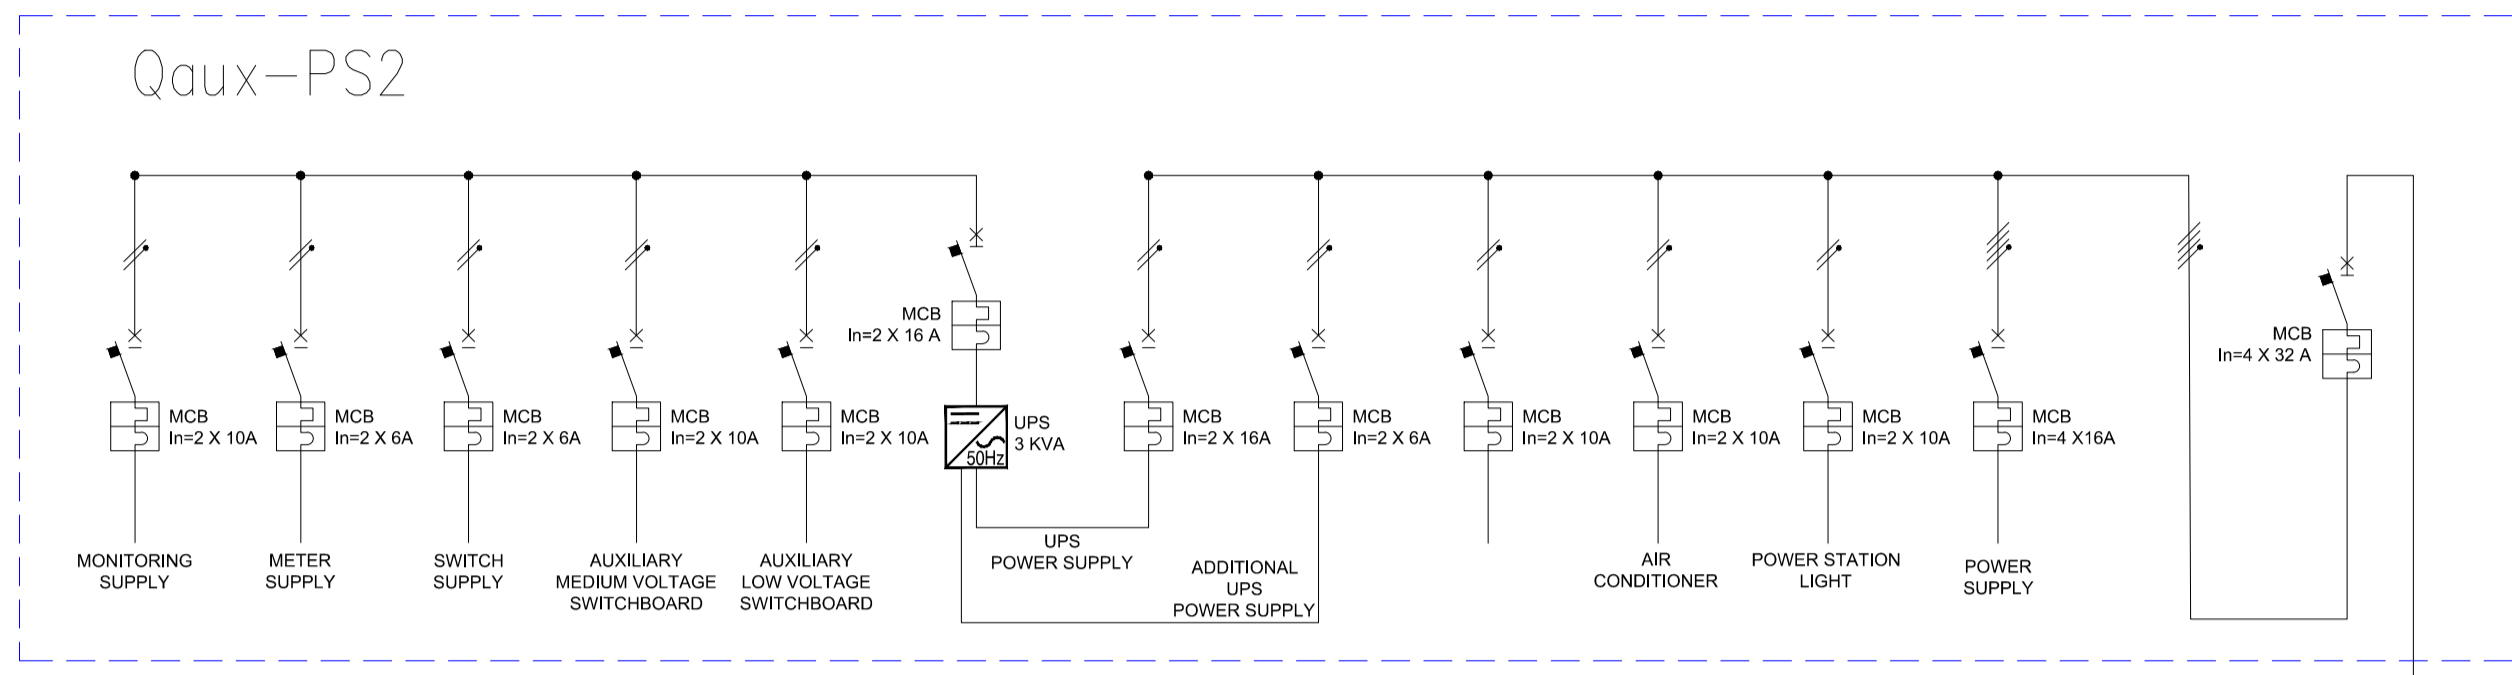 Qaux-PS2
MCB
In=2 X 10A
MCB
In=2 X 6A
MCB
In=2 X 6A
MCB
In=2 X 10A
MCB
In=2 X 10A
MCB
In=2 X 16 A
UPS
3 KVA
50Hz
MCB
In=2 X 16A
MCB
In=2 X 6A
MCB
In=2 X 10A
MCB
In=2 X 10A
MCB
In=2 X 10A
MCB
In=4 X16A
MCB
In=4 X 32 A
MONITORING
SUPPLY
METER
SUPPLY
SWITCH
SUPPLY
AUXILIARY
MEDIUM VOLTAGE
SWITCHBOARD
AUXILIARY
LOW VOLTAGE
SWITCHBOARD
UPS
POWER SUPPLY
ADDITIONAL
UPS
POWER SUPPLY
AIR
CONDITIONER
POWER STATION
LIGHT
POWER
SUPPLY